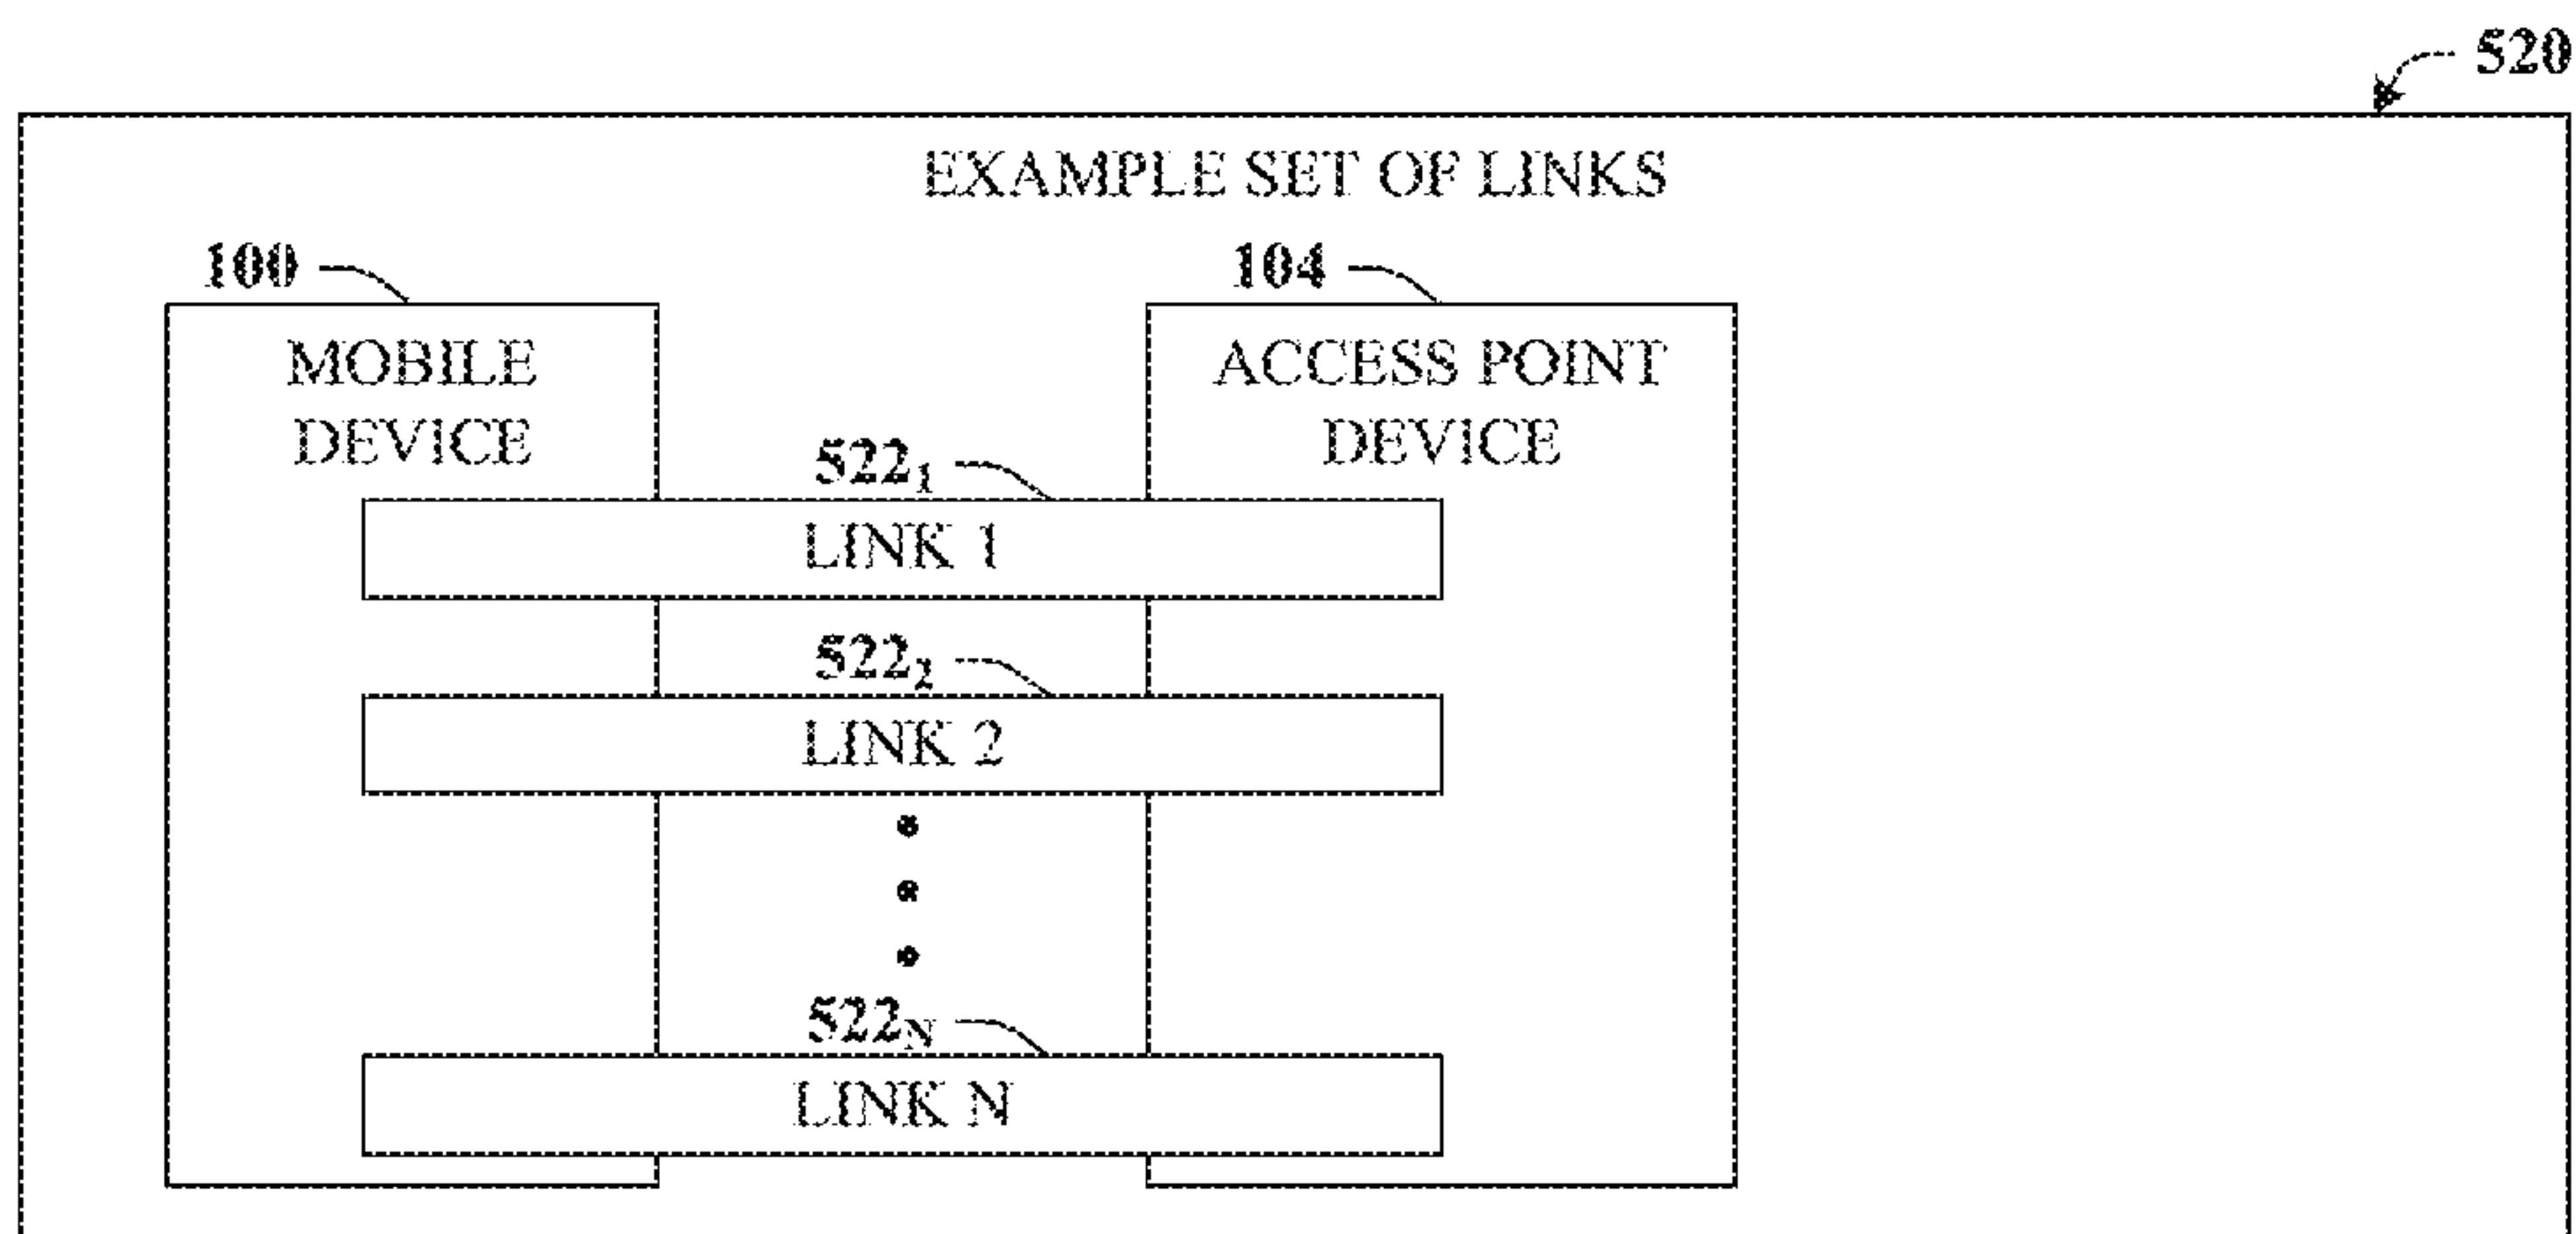 520
EXAMPLE SET OF LINKS
100
104
MOBILE
DEVICE
ACCESS POINT
DEVICE
522₁
LINK 1
522₂
LINK 2
522_N
LINK N